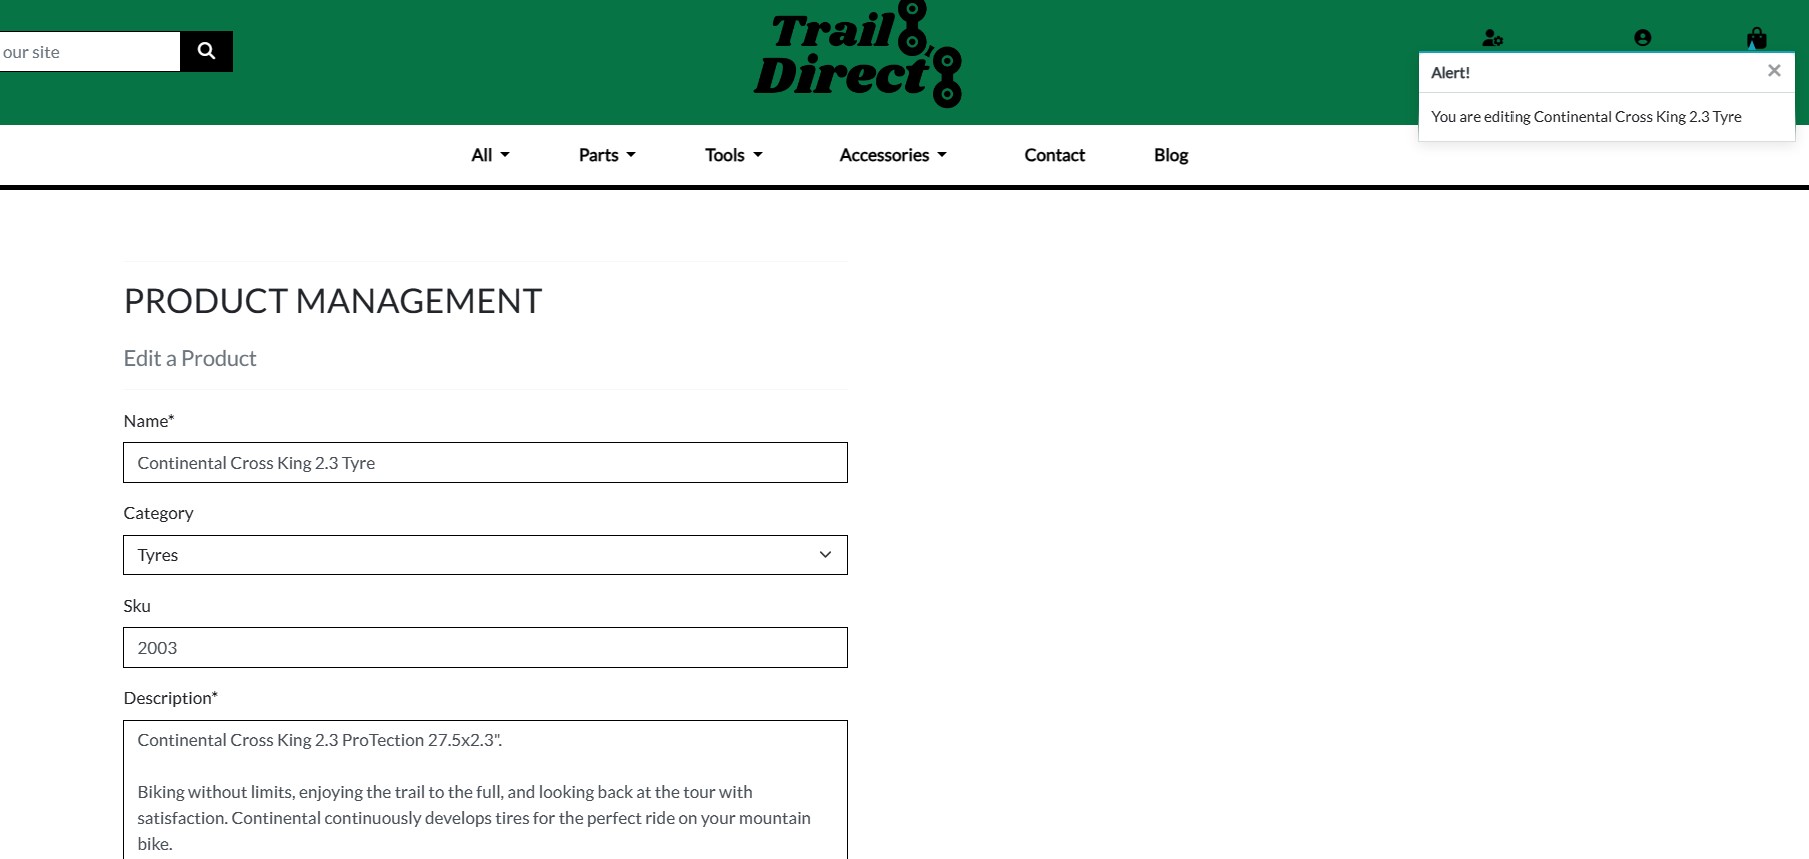 our site
Trail
Direct
Alert!
You are editing Continental Cross King 2.3 Tyre
All
Parts
Tools
Accessories
Contact
Blog
PRODUCT MANAGEMENT
Edit a Product
Name*
Continental Cross King 2.3 Tyre
Category
Tyres
Sku
2003
Description*
Continental Cross King 2.3 ProTection 27.5x2.3".
Biking without limits, enjoying the trail to the full, and looking back at the tour with
satisfaction. Continental continuously develops tires for the perfect ride on your mountain
bike.